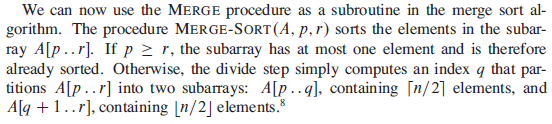 We can now use the MERGE procedure as a subroutine in the merge sort al-
gorithm. The procedure MERGE-SORT(A, p, r) sorts the elements in the subar-
ray A[p . . r]. If p ≥ r, the subarray has at most one element and is therefore
already sorted. Otherwise, the divide step simply computes an index q that par-
titions A[p . . r] into two subarrays: A[p . . q], containing ⌈n/2⌉ elements, and
A[q + 1 . . r], containing ⌊n/2⌋ elements.⁸